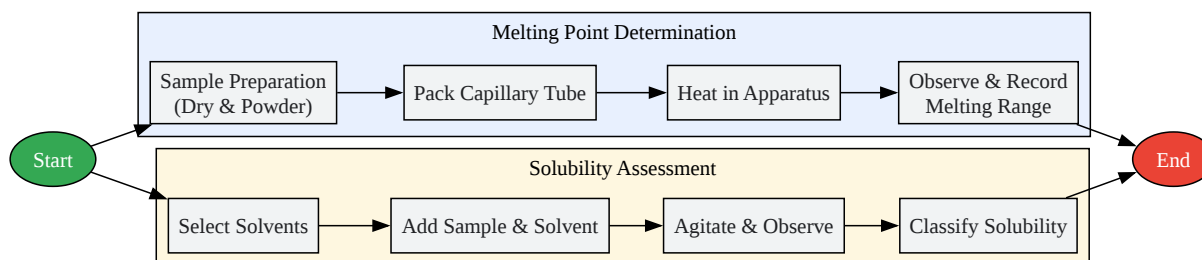 Melting Point Determination
Sample Preparation
(Dry & Powder)
Pack Capillary Tube
Heat in Apparatus
Observe & Record
Melting Range
Start
End
Solubility Assessment
Select Solvents
Add Sample & Solvent
Agitate & Observe
Classify Solubility